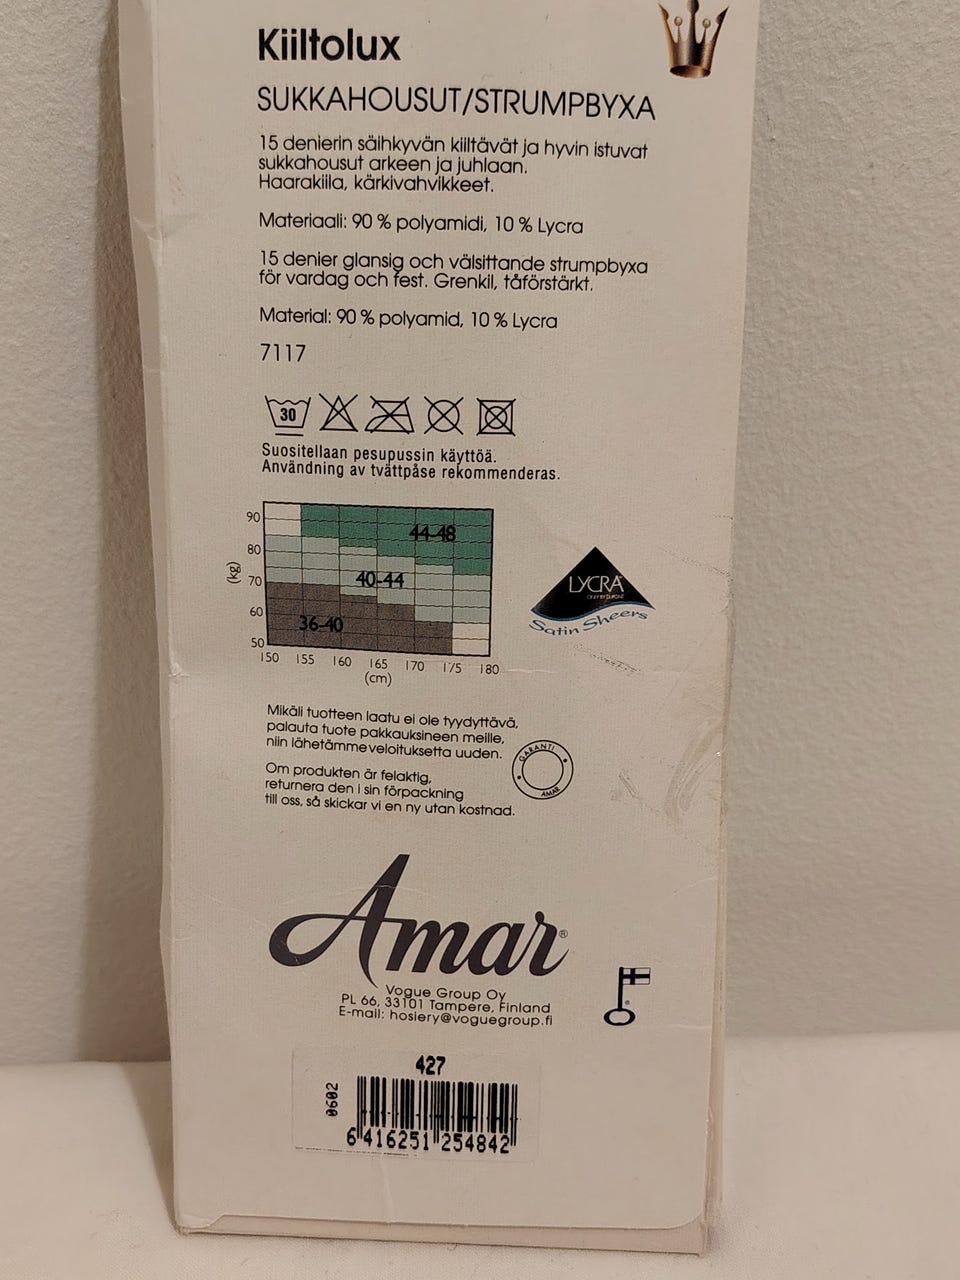 Kiiltolux
SUKKAHOUSUT/STRUMPBYXA
15 denierin säihkyvän kiiltävät ja hyvin istuvat
sukkahousut arkeen ja juhlaan.
Haarakiila, kärkivahvikkeet.
Materiaali: 90 % polyamidi, 10 % Lycra
15 denier glansig och välsittande strumpbyxa
för vardag och fest. Grenkil, tåförstärkt.
Material: 90 % polyamid, 10 % Lycra
7117
30
Suositellaan pesupussin käyttöä.
Användning av tvättpåse rekommenderas.
90
80
70
60
50
(kg)
44-48
40-44
36-40
150 155 160 165 170 175 180
(cm)
LYCRA
ONLY BY DUPONT
Satin Sheers
Mikäli tuotteen laatu ei ole tyydyttävä,
palauta tuote pakkauksineen meille,
niin lähetämme veloituksetta uuden.
Om produkten är felaktig,
returnera den i sin förpackning
till oss, så skickar vi en ny utan kostnad.
GARANTI
AMAR
Amar®
Vogue Group Oy
PL 66, 33101 Tampere, Finland
E-mail: hosiery@voguegroup.fi
427
0602
6 416251 254842